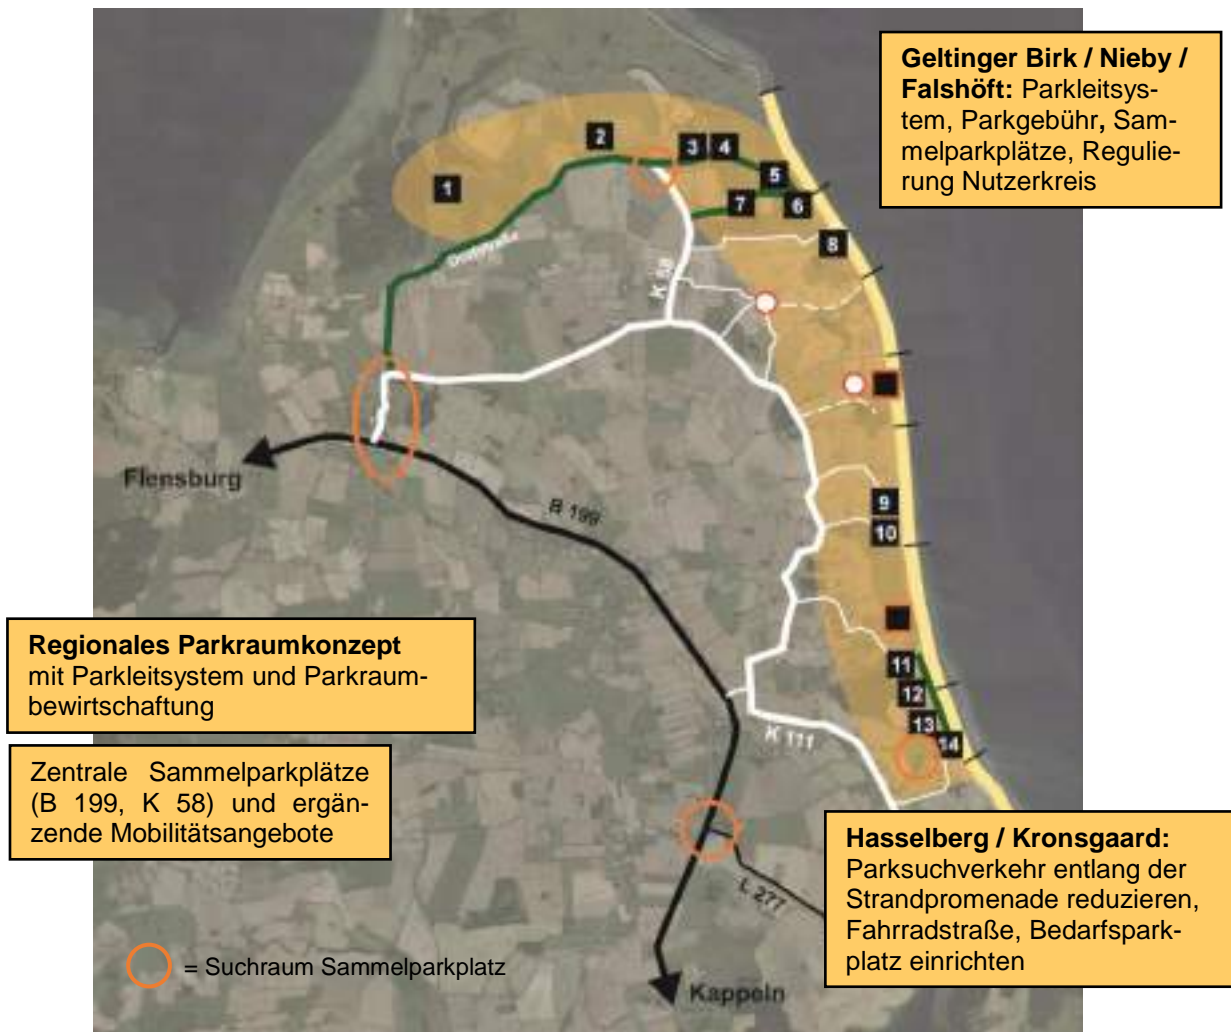 Geltinger Birk / Nieby /
Falshöft: Parkleitsys-
tem, Parkgebühr, Sam-
melparkplätze, Regulie-
rung Nutzerkreis
2
3
4
1
5
7
6
8
K 58
Flensburg
B 199
9
10
Regionales Parkraumkonzept
mit Parkleitsystem und Parkraum-
bewirtschaftung
11
12
13
14
K 111
Zentrale Sammelparkplätze
(B 199, K 58) und ergän-
zende Mobilitätsangebote
Hasselberg / Kronsgaard:
Parksuchverkehr entlang der
Strandpromenade reduzieren,
Fahrradstraße, Bedarfspark-
platz einrichten
L 277
= Suchraum Sammelparkplatz
Kappeln